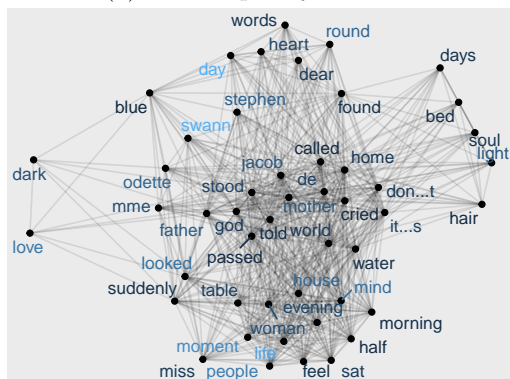 words
heart
round
day
dear
days
blue
stephen
found
bed
swann
soul
called
light
dark
jacob
home
odette
stood
de
don...t
mme
mother
hair
father
god
cried
it...s
love
told
world
passed
water
looked
house
mind
suddenly
table
evening
morning
woman
moment
life
half
miss
people
feel
sat